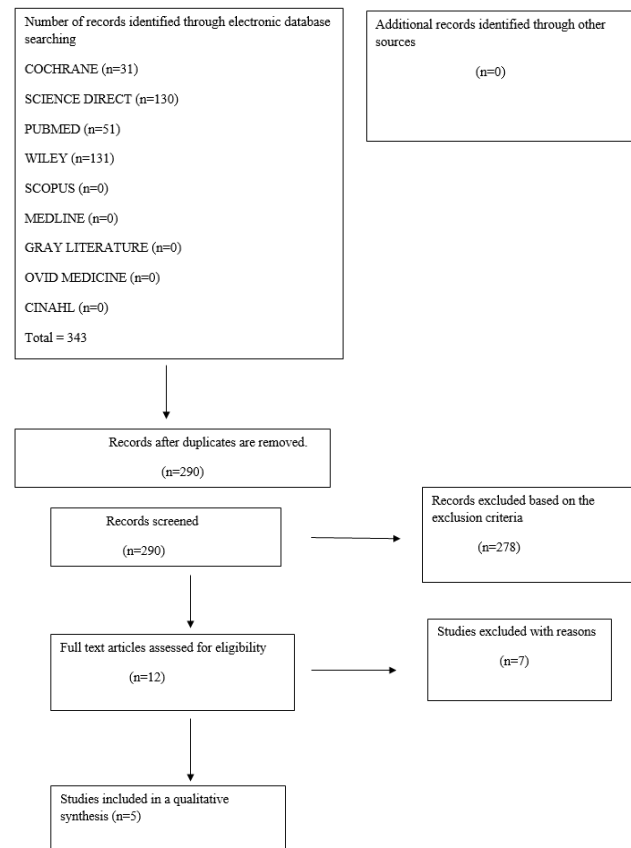 Number of records identified through electronic database
searching
COCHRANE (n=31)
SCIENCE DIRECT (n=130)
PUBMED (n=51)
WILEY (n=131)
SCOPUS (n=0)
MEDLINE (n=0)
GRAY LITERATURE (n=0)
OVID MEDICINE (n=0)
CINAHL (n=0)
Total = 343
Additional records identified through other
sources
(n=0)
Records after duplicates are removed.
(n=290)
Records screened
(n=290)
Records excluded based on the
exclusion criteria
(n=278)
Full text articles assessed for eligibility
(n=12)
Studies excluded with reasons
(n=7)
Studies included in a qualitative
synthesis (n=5)